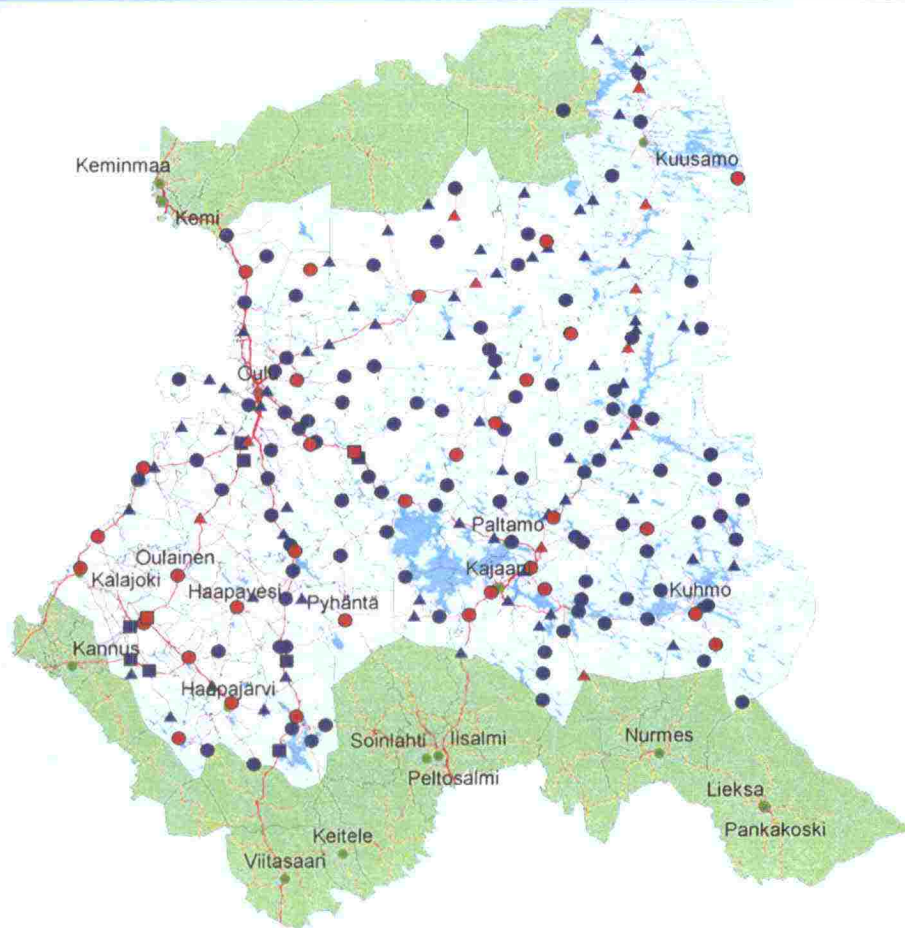 Kuusamo
Keminmaa
Kemi
Oulu
Paltamo
Oulainen
Kajaani
Kalajoki
Haapavesi
Pyhäntä
Kuhmo
Kannus
Haapajärvi
Soinlahti
Iisalmi
Nurmes
Peltosalmi
Lieksa
Pankakoski
Keitele
Viitasaari